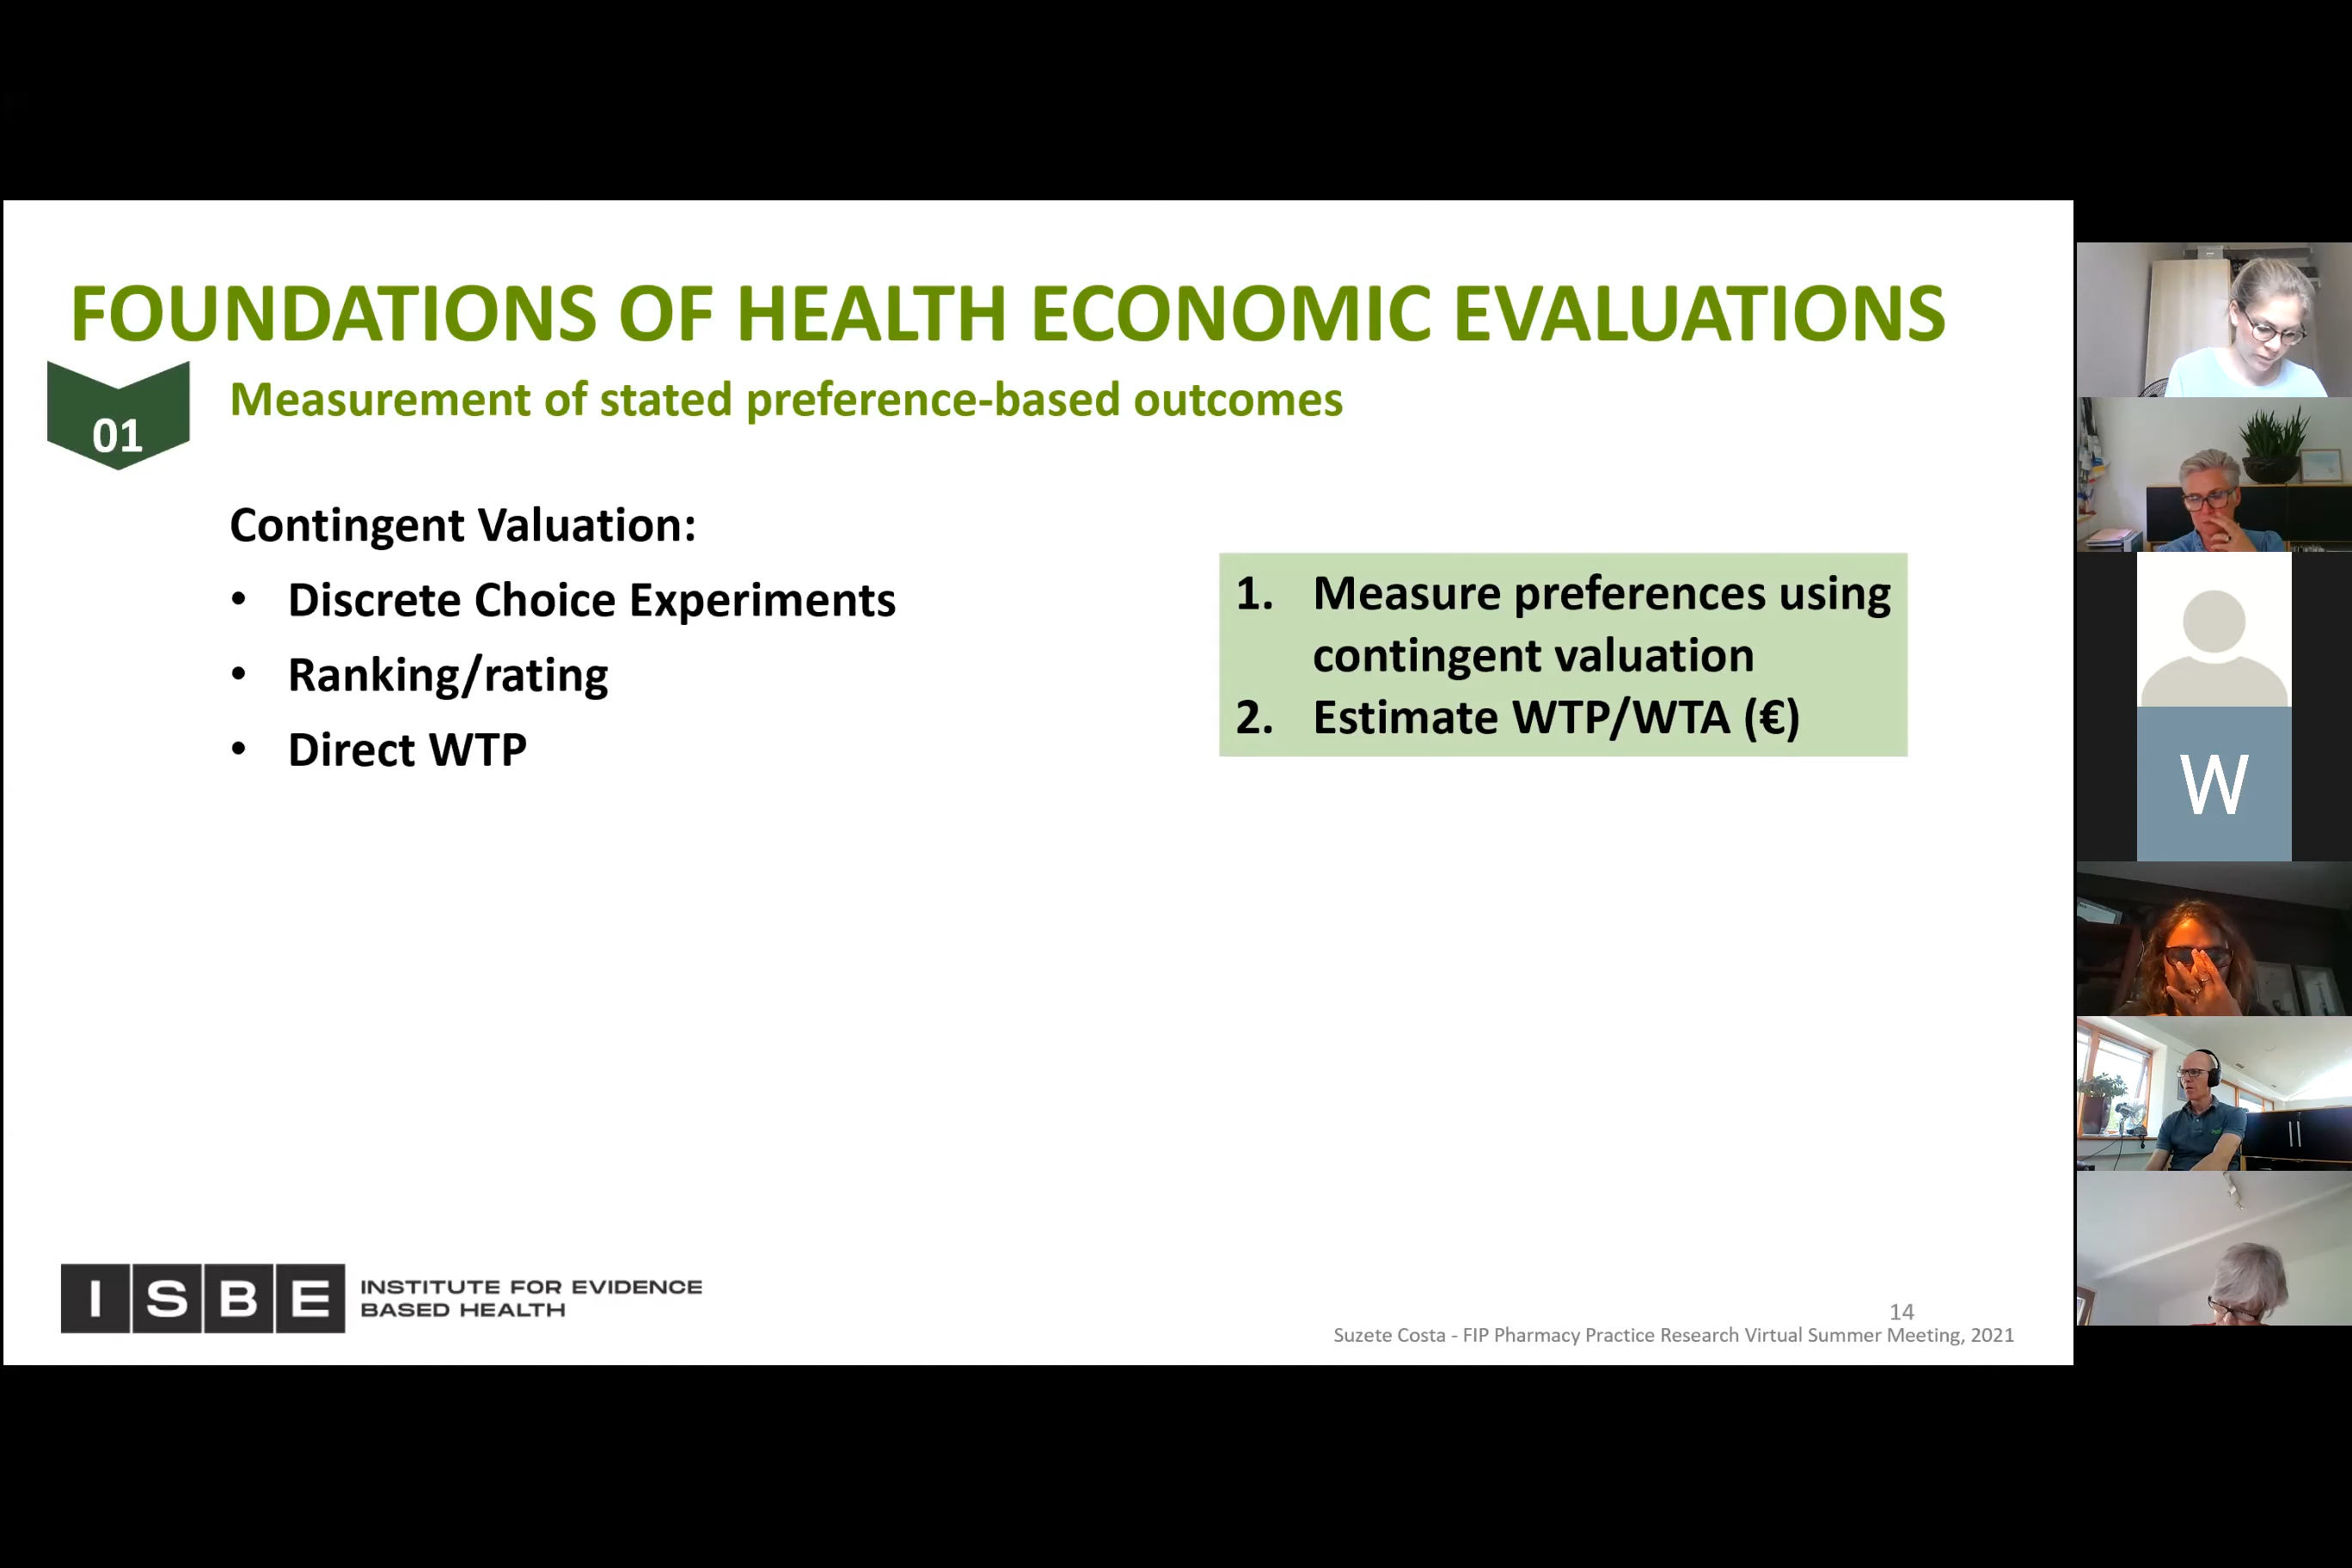 FOUNDATIONS OF HEALTH ECONOMIC EVALUATIONS
01
Measurement of stated preference-based outcomes
Contingent Valuation:
• Discrete Choice Experiments
• Ranking/rating
• Direct WTP
1. Measure preferences using
contingent valuation
2. Estimate WTP/WTA (€)
W
ISBE
INSTITUTE FOR EVIDENCE
BASED HEALTH
14
Suzete Costa - FIP Pharmacy Practice Research Virtual Summer Meeting, 2021